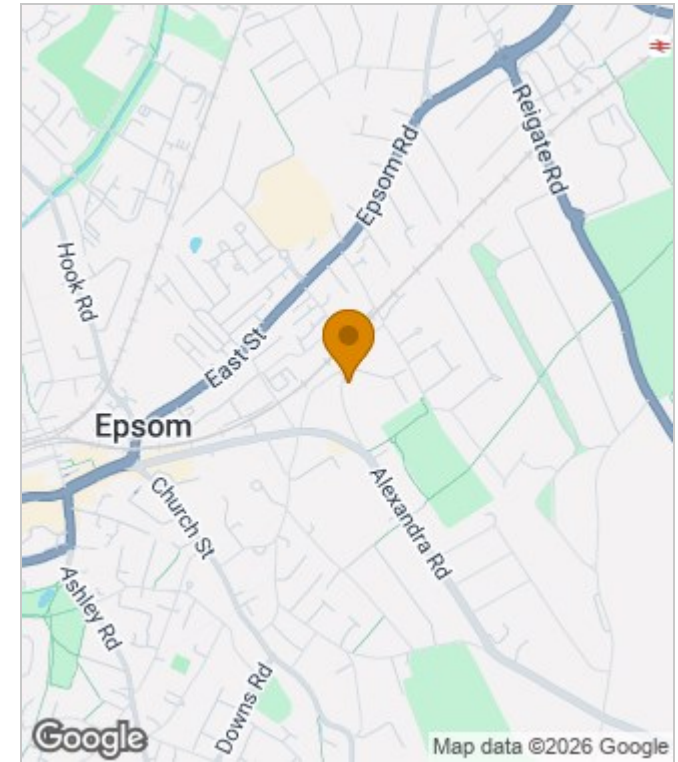 Epsom Rd
Reigate Rd
Hook Rd
East St
Epsom
Church St
Alexandra Rd
Ashley Rd
Downs Rd
Google
Map data ©2026 Google